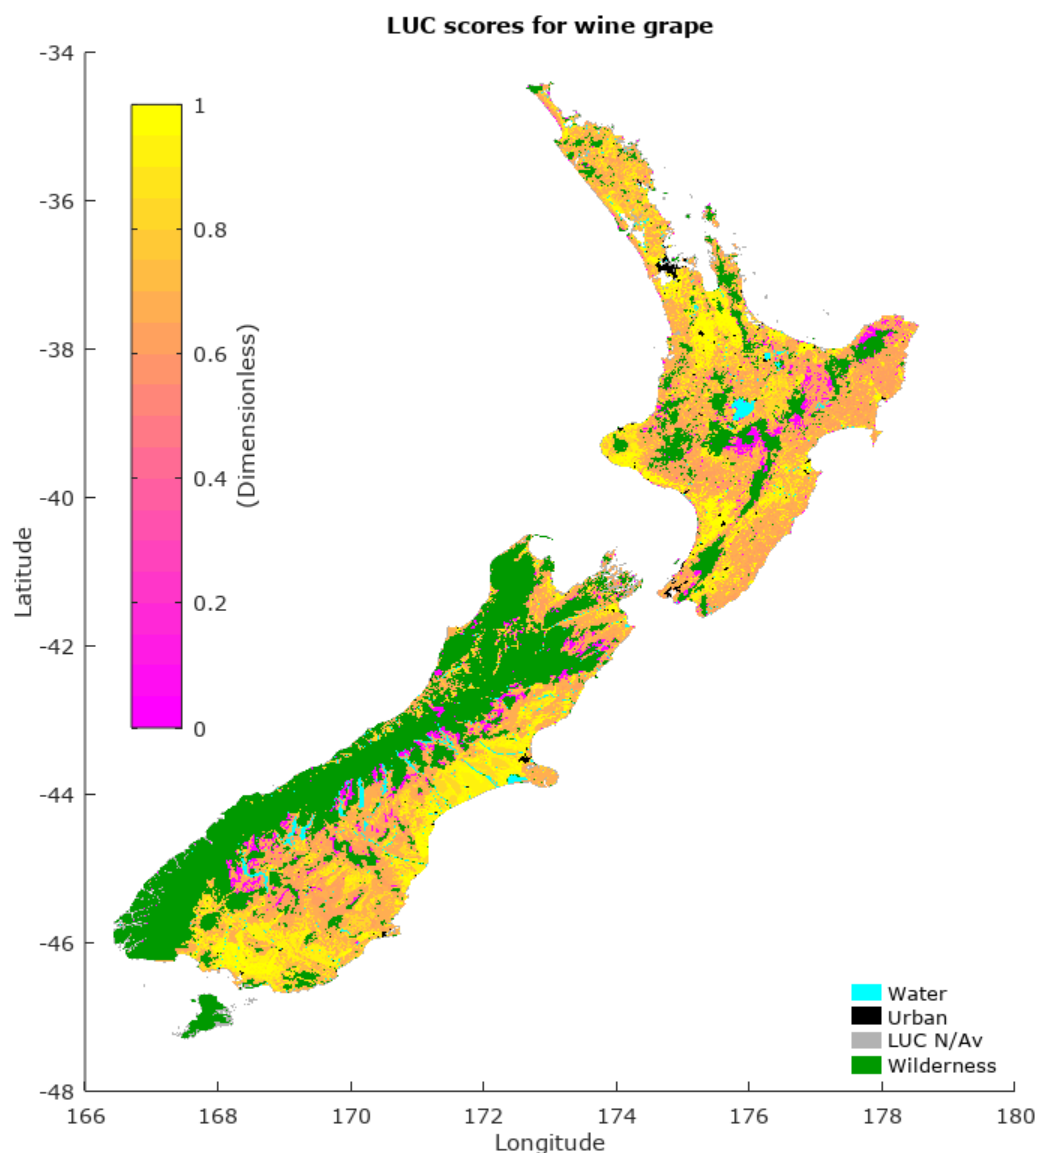 LUC scores for wine grape
-34
-36
-38
-40
-42
-44
-46
-48
Latitude
1
0.8
0.6
0.4
0.2
0
(Dimensionless)
Water
Urban
LUC N/Av
Wilderness
166 168 170 172 174 176 178 180
Longitude